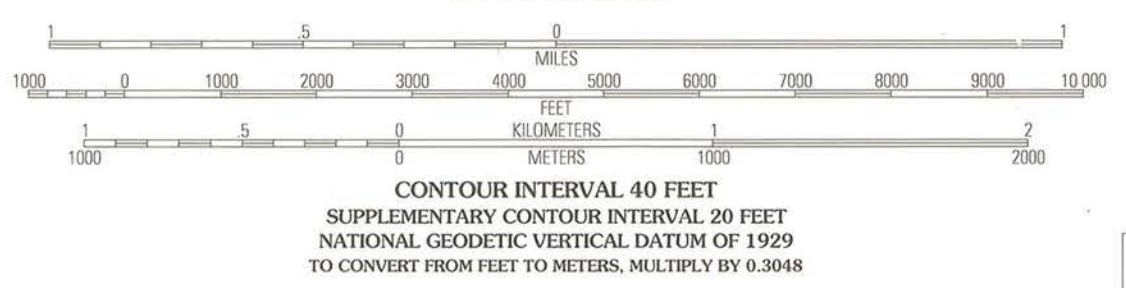 1 .5 0 1
MILES
1000 0 1000 2000 3000 4000 5000 6000 7000 8000 9000 10 000
FEET
1 .5 0 KILOMETERS 1 2
1000 0 METERS 1000 2000
CONTOUR INTERVAL 40 FEET
SUPPLEMENTARY CONTOUR INTERVAL 20 FEET
NATIONAL GEODETIC VERTICAL DATUM OF 1929
TO CONVERT FROM FEET TO METERS, MULTIPLY BY 0.3048